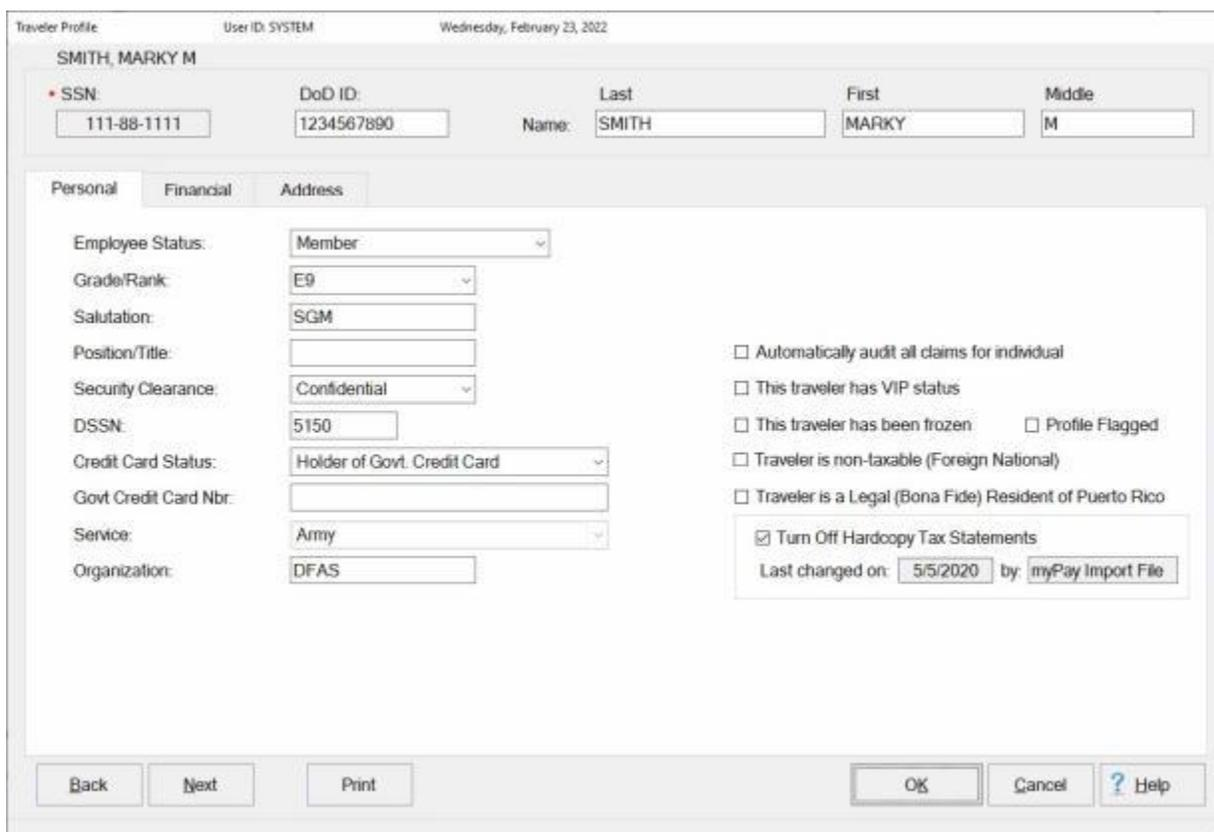 Traveler Profile User ID: SYSTEM Wednesday, February 23, 2022
SMITH, MARKY M
• SSN: DoD ID: Last First Middle
111-88-1111 1234567890 Name: SMITH MARKY M
Personal Financial Address
Employee Status: Member
Grade/Rank: E9
Salutation: SGM
Position/Title: Automatically audit all claims for individual
Security Clearance: Confidential This traveler has VIP status
DSSN: 5150 This traveler has been frozen Profile Flagged
Credit Card Status: Holder of Govt. Credit Card Traveler is non-taxable (Foreign National)
Govt Credit Card Nbr: Traveler is a Legal (Bona Fide) Resident of Puerto Rico
Service: Army Turn Off Hardcopy Tax Statements
Organization: DFAS Last changed on: 5/5/2020 by: myPay Import File
Back Next Print OK Cancel ? Help